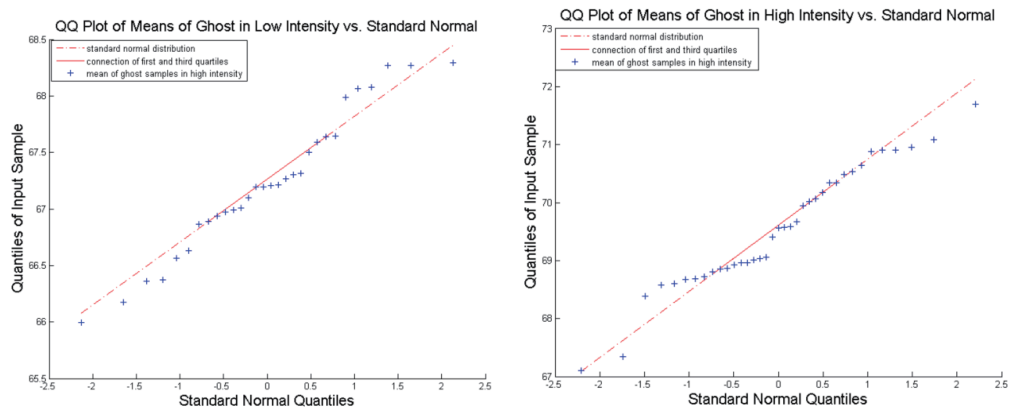 QQ Plot of Means of Ghost in Low Intensity vs. Standard Normal
68.5
standard normal distribution
connection of first and third quartiles
mean of ghost samples in high intensity
68
67.5
67
66.5
66
65.5
Quantiles of Input Sample
-2.5 -2 -1.5 -1 -0.5 0 0.5 1 1.5 2 2.5
Standard Normal Quantiles
QQ Plot of Means of Ghost in High Intensity vs. Standard Normal
73
standard normal distribution
connection of first and third quartiles
mean of ghost samples in high intensity
72
71
70
69
68
67
Quantiles of Input Sample
-2.5 -2 -1.5 -1 -0.5 0 0.5 1 1.5 2 2.5
Standard Normal Quantiles